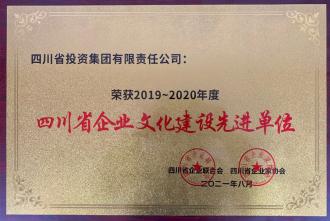 四川省投资集团有限责任公司：
荣获2019~2020年度
四川省企业文化建设先进单位
四川省企业联合会 四川省企业家协会
二〇二一年八月